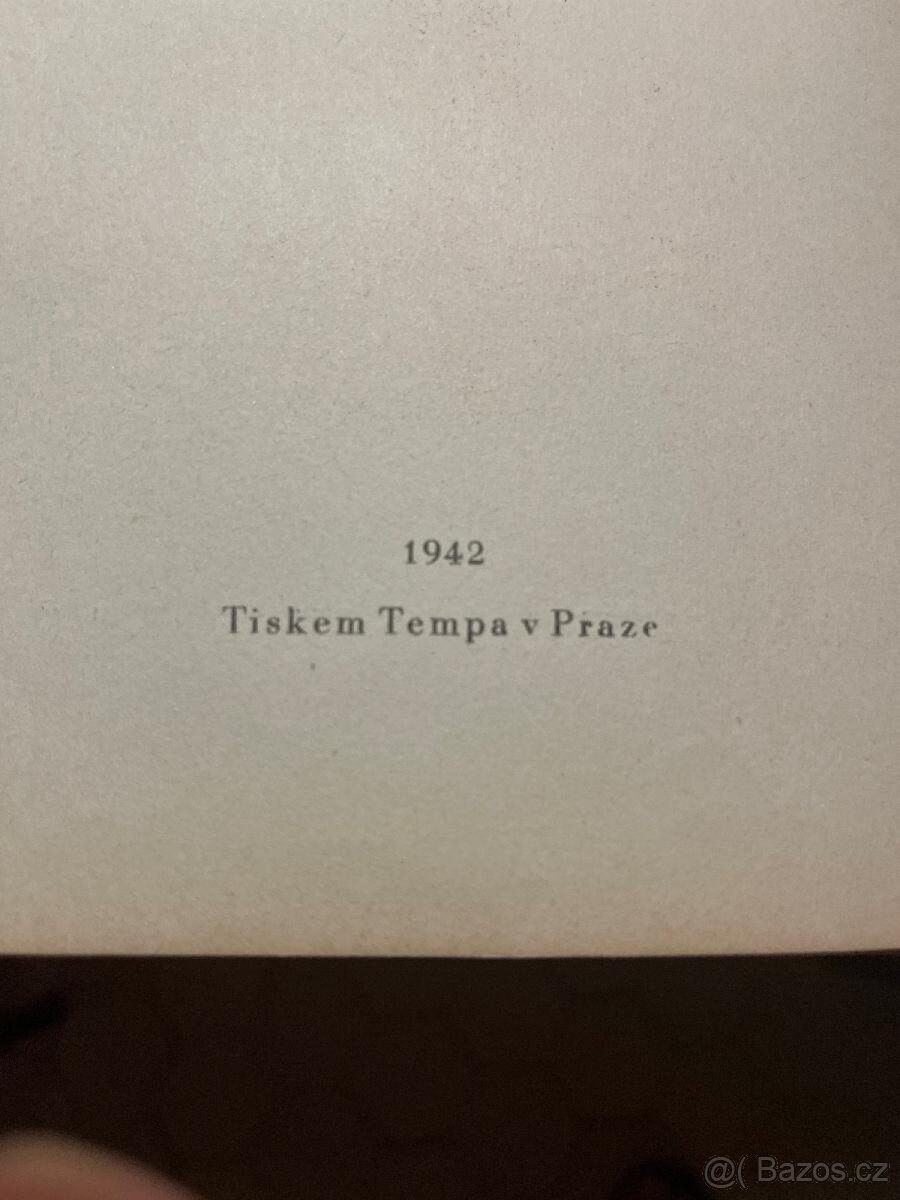 1942
Tiskem Tempa v Praze
@( Bazos.cz